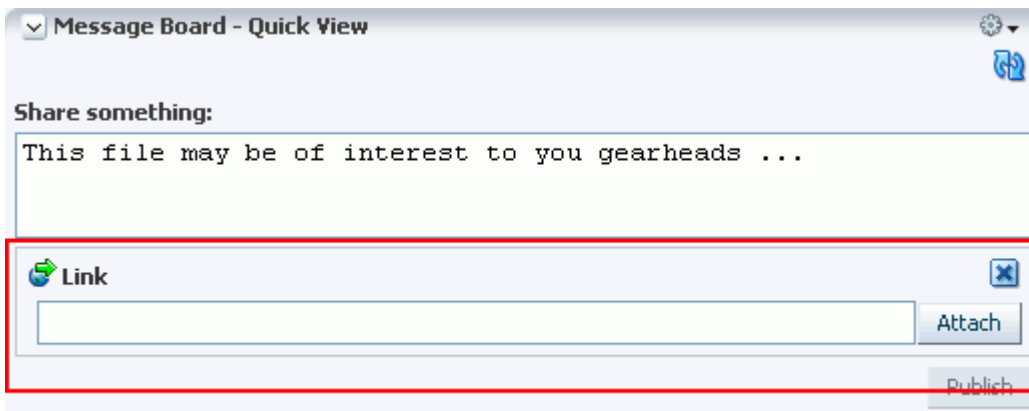 Message Board - Quick View
Share something:
This file may be of interest to you gearheads ...
Link
Attach
Publish